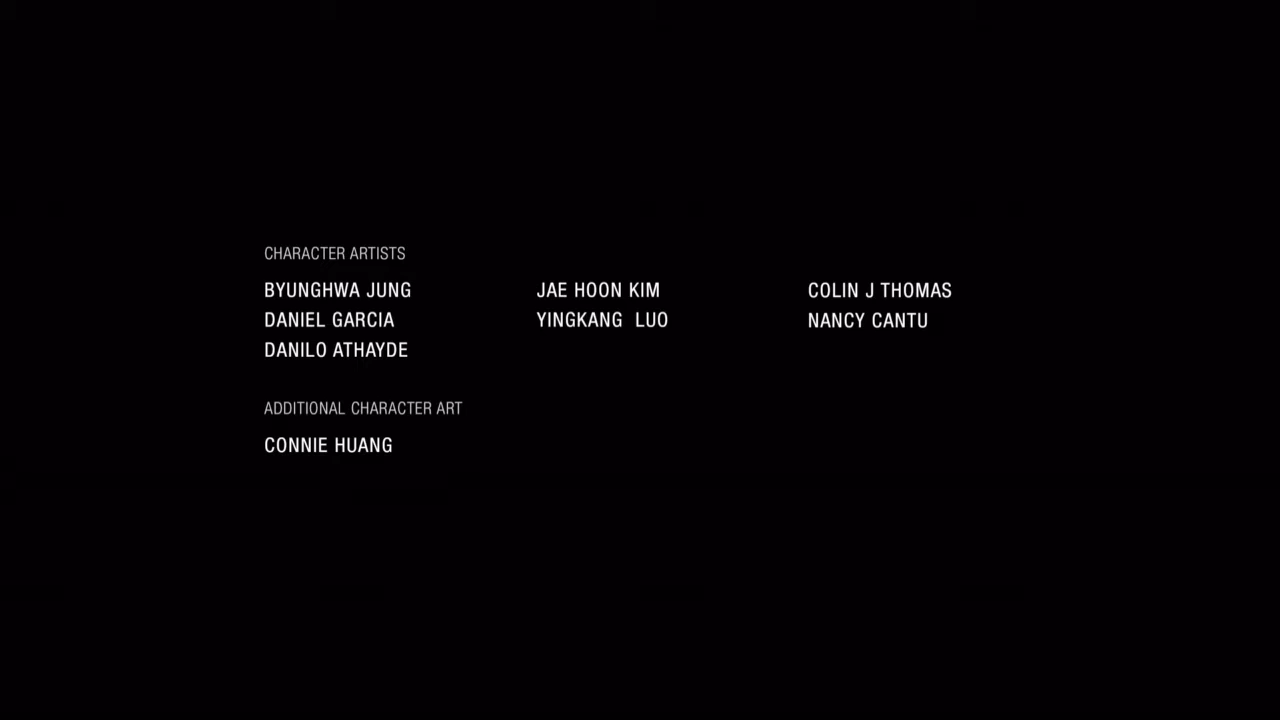 CHARACTER ARTISTS
BYUNGHWA JUNG JAE HOON KIM COLIN J THOMAS
DANIEL GARCIA YINGKANG LUO NANCY CANTU
DANILO ATHAYDE
ADDITIONAL CHARACTER ART
CONNIE HUANG